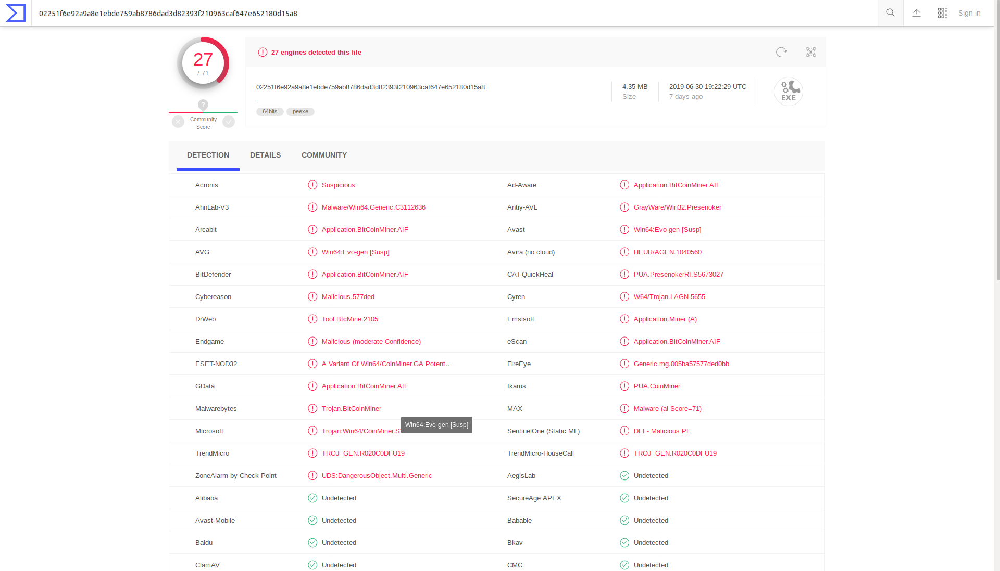 02251f6e92a9a8e1ebde759ab8786dad3d82393f210963caf647e652180d15a8
Sign in
27
/ 71
?
Community
Score
27 engines detected this file
02251f6e92a9a8e1ebde759ab8786dad3d82393f210963caf647e652180d15a8
.
64bits peexe
4.35 MB
Size
2019-06-30 19:22:29 UTC
7 days ago
EXE
DETECTION DETAILS COMMUNITY
Acronis Suspicious Ad-Aware Application.BitCoinMiner.AIF
AhnLab-V3 Malware/Win64.Generic.C3112636 Antiy-AVL GrayWare/Win32.Presenoker
Arcabit Application.BitCoinMiner.AIF Avast Win64:Evo-gen [Susp]
AVG Win64:Evo-gen [Susp] Avira (no cloud) HEUR/AGEN.1040560
BitDefender Application.BitCoinMiner.AIF CAT-QuickHeal PUA.PresenokerRI.S5673027
Cybereason Malicious.577ded Cyren W64/Trojan.LAGN-5655
DrWeb Tool.BtcMine.2105 Emsisoft Application.Miner (A)
Endgame Malicious (moderate Confidence) eScan Application.BitCoinMiner.AIF
ESET-NOD32 A Variant Of Win64/CoinMiner.GA Potent… FireEye Generic.mg.005ba57577ded0bb
GData Application.BitCoinMiner.AIF Ikarus PUA.CoinMiner
Malwarebytes Trojan.BitCoinMiner MAX Malware (ai Score=71)
Win64:Evo-gen [Susp]
Microsoft Trojan:Win64/CoinMiner.SV SentinelOne (Static ML) DFI - Malicious PE
TrendMicro TROJ_GEN.R020C0DFU19 TrendMicro-HouseCall TROJ_GEN.R020C0DFU19
ZoneAlarm by Check Point UDS:DangerousObject.Multi.Generic AegisLab Undetected
Alibaba Undetected SecureAge APEX Undetected
Avast-Mobile Undetected Babable Undetected
Baidu Undetected Bkav Undetected
ClamAV Undetected CMC Undetected